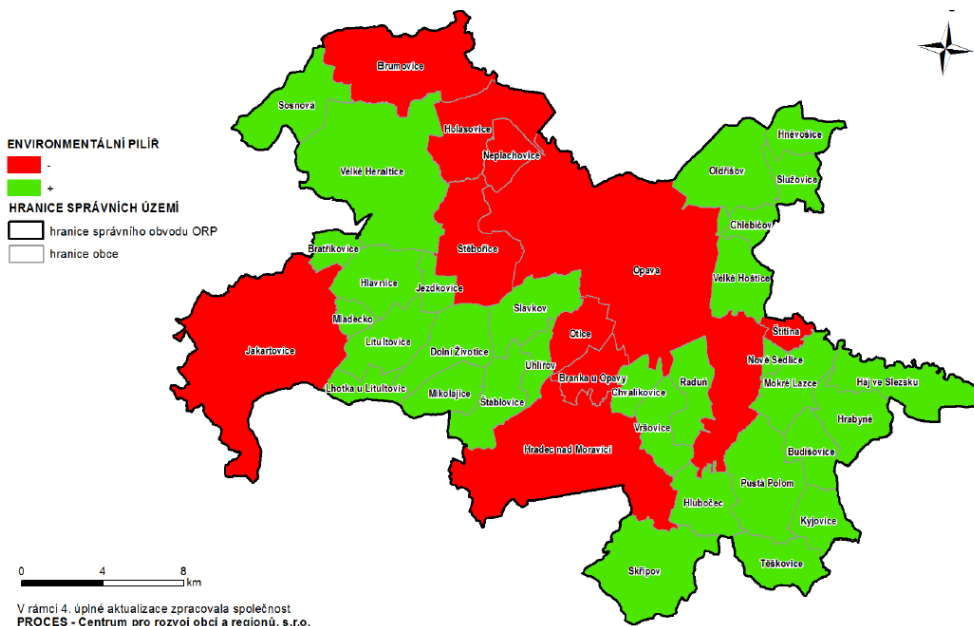 Brumovice
Sosnová
Holasovice
Hněvošice
Neplachovice
Oldřišov
Velké Heraltice
Služovice
ENVIRONMENTÁLNÍ PILÍŘ
-
+
HRANICE SPRÁVNÍCH ÚZEMÍ
hranice správního obvodu ORP
hranice obce
Chlebičov
Bratříkovice
Stěbořice
Opava
Velké Hoštice
Hlavnice
Jezdkovice
Slavkov
Mladecko
Otice
Štítina
Litultovice
Jakartovice
Dolní Životice
Uhlířov
Nové Sedlice
Branka u Opavy
Raduň
Háj ve Slezsku
Mokré Lazce
Lhotka u Litultovic
Mikolajice
Štáblovice
Chvalíkovice
Hrabyně
Vršovice
Hradec nad Moravicí
Budišovice
Pustá Polom
Hlubočec
Kyjovice
Těškovice
Skřipov
0 4 8
km
V rámci 4. úplné aktualizace zpracovala společnost
PROCES - Centrum pro rozvoj obcí a regionů, s.r.o.